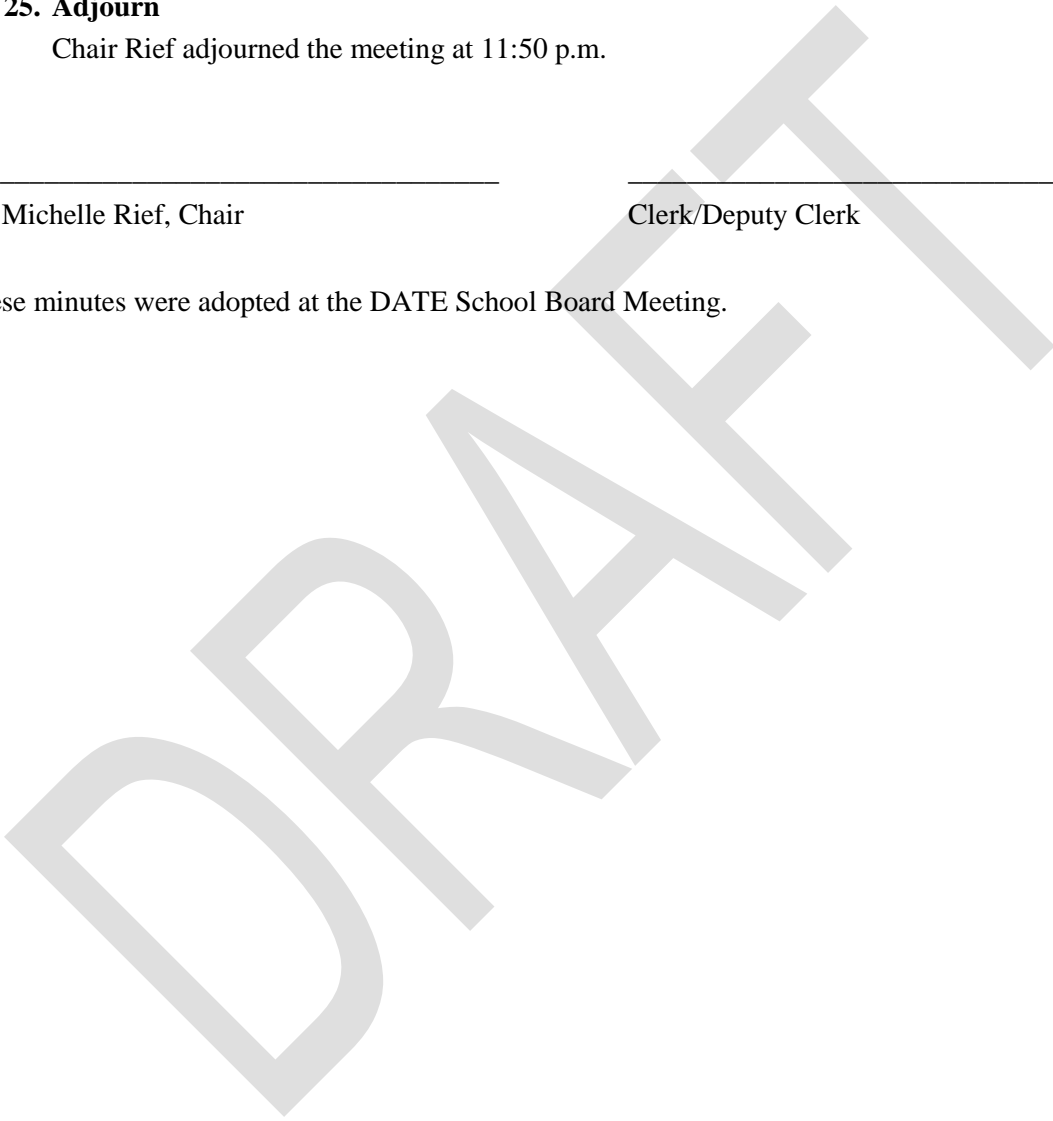 25. Adjourn
Chair Rief adjourned the meeting at 11:50 p.m.
Michelle Rief, Chair Clerk/Deputy Clerk
minutes were adopted at the DATE School Board Meeting.
DRAFT